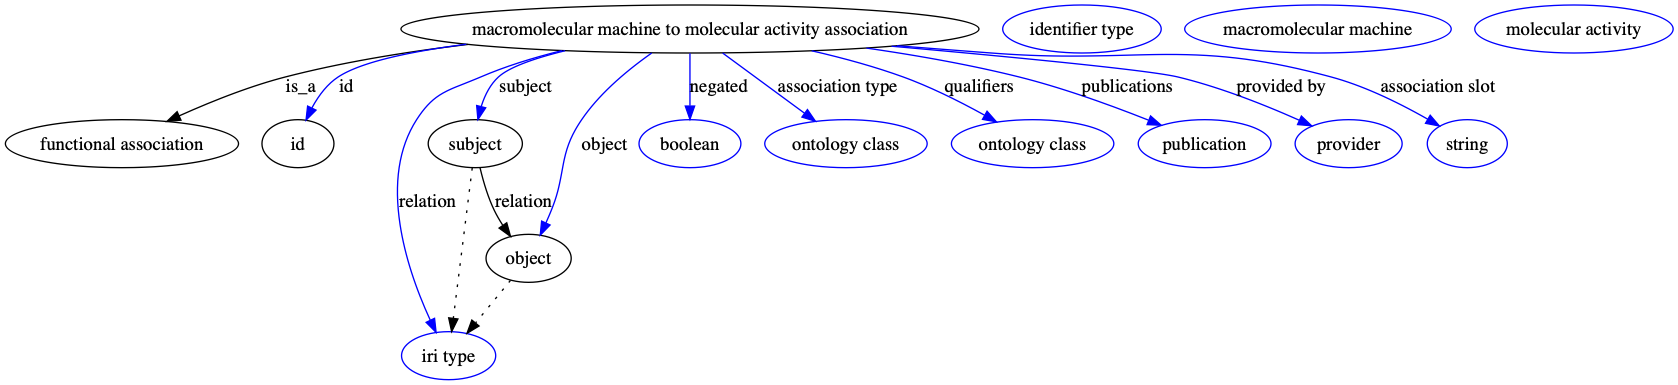 macromolecular machine to molecular activity association
identifier type
macromolecular machine
molecular activity
is_a
id
subject
negated
association type
qualifiers
publications
provided by
association slot
functional association
id
subject
object
boolean
ontology class
ontology class
publication
provider
string
relation
relation
object
iri type